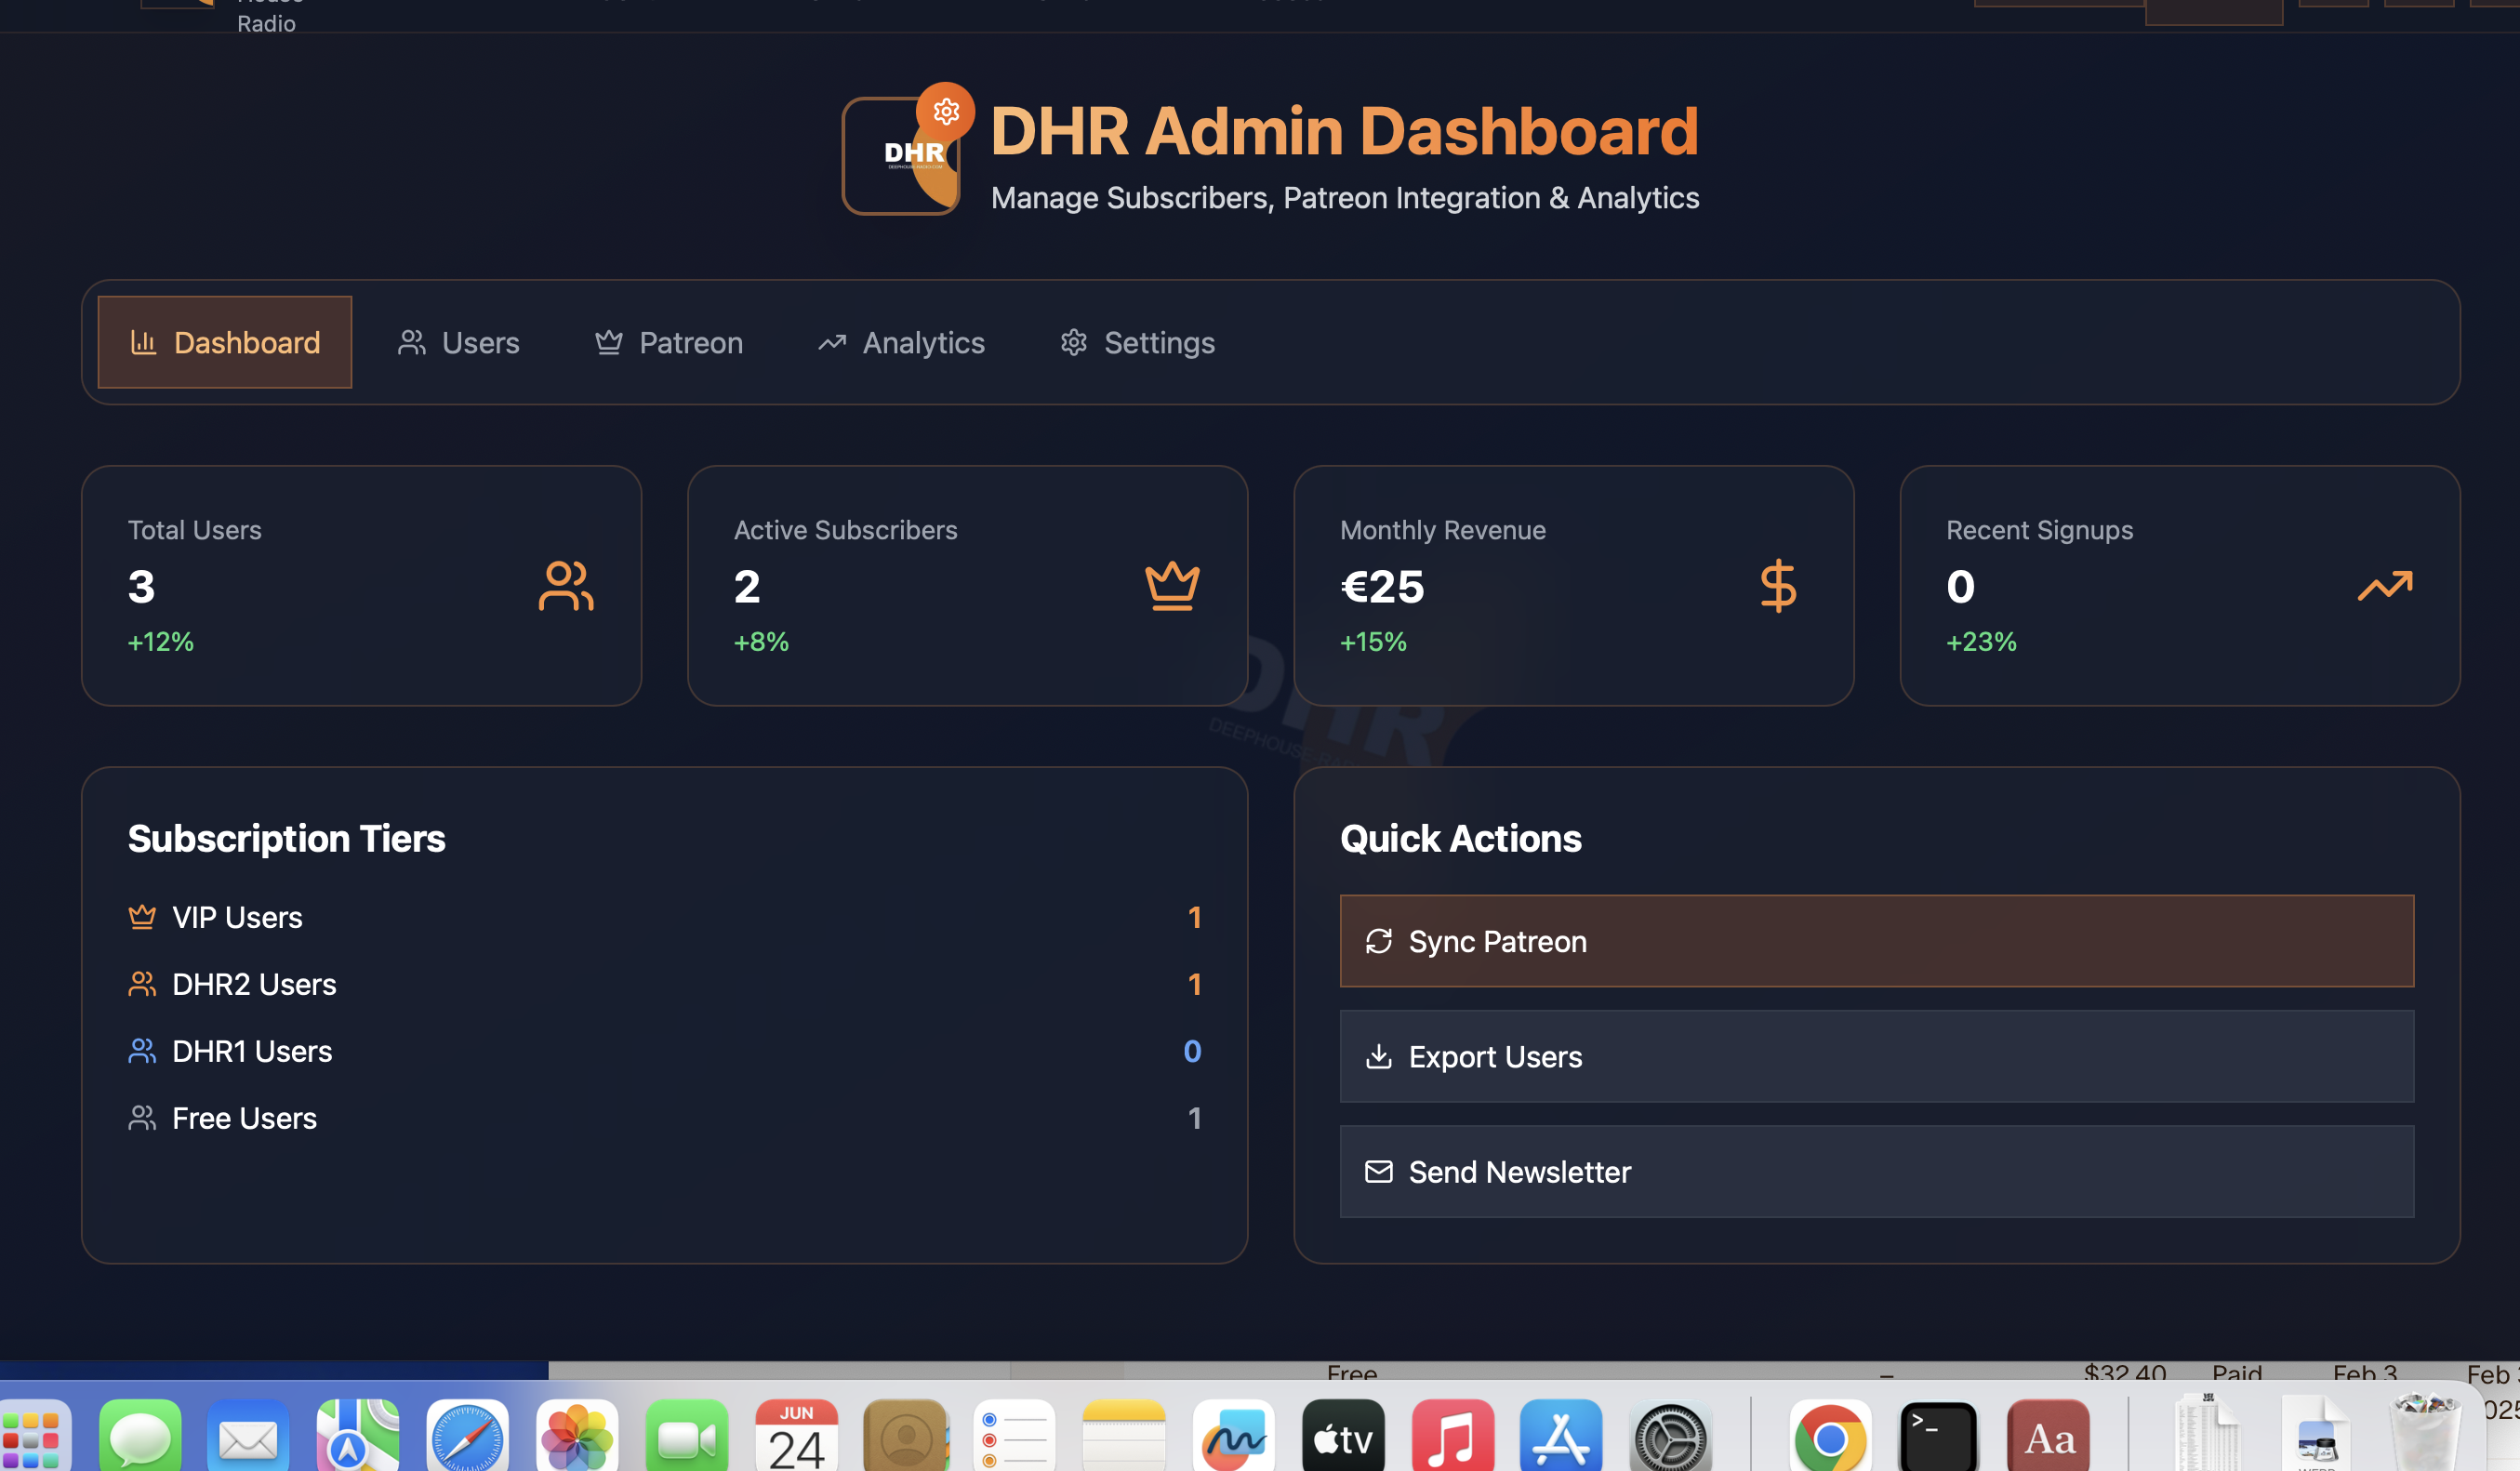 Radio
DHR
DHR Admin Dashboard
Manage Subscribers, Patreon Integration & Analytics
Dashboard
Users
Patreon
Analytics
Settings
Total Users
3
+12%
Active Subscribers
2
+8%
Monthly Revenue
€25
+15%
Recent Signups
0
+23%
DHR
Subscription Tiers
VIP Users
1
DHR2 Users
1
DHR1 Users
0
Free Users
1
Quick Actions
Sync Patreon
Export Users
Send Newsletter
Free
–
$32.40
Paid
Feb 3
Feb
JUN
24
tv
>_
Aa